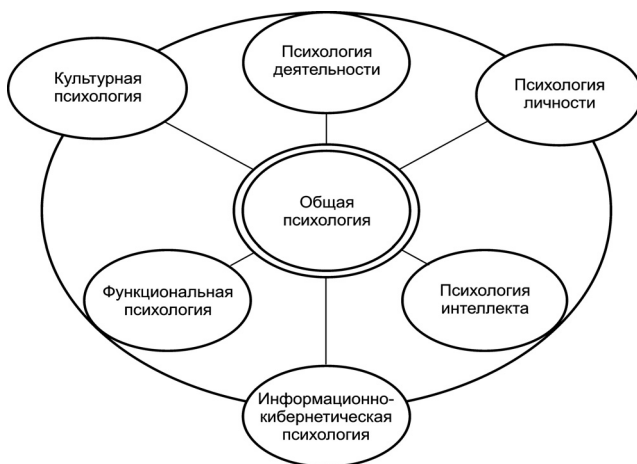 Психология
деятельности
Культурная
психология
Психология
личности
Общая
психология
Функциональная
психология
Психология
интеллекта
Информационно-
кибернетическая
психология